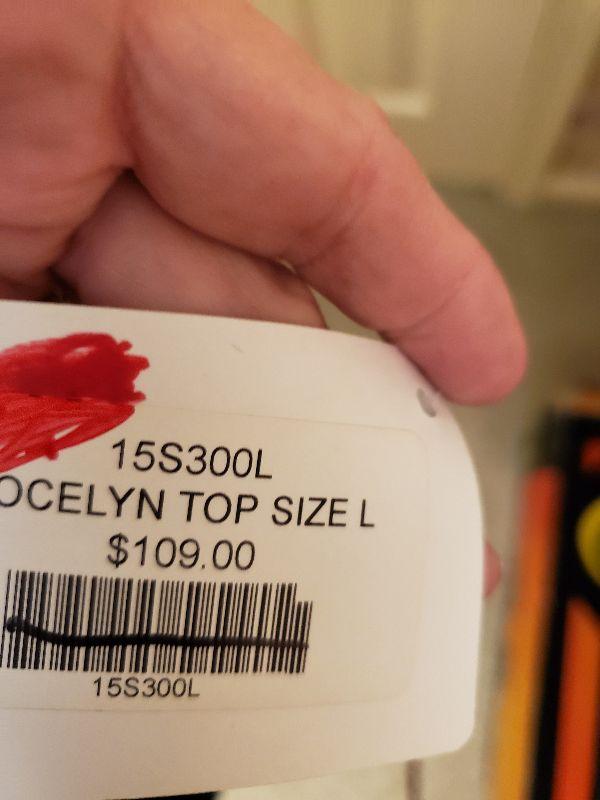 15S300L
OCELYN TOP SIZE L
$109.00
15S300L